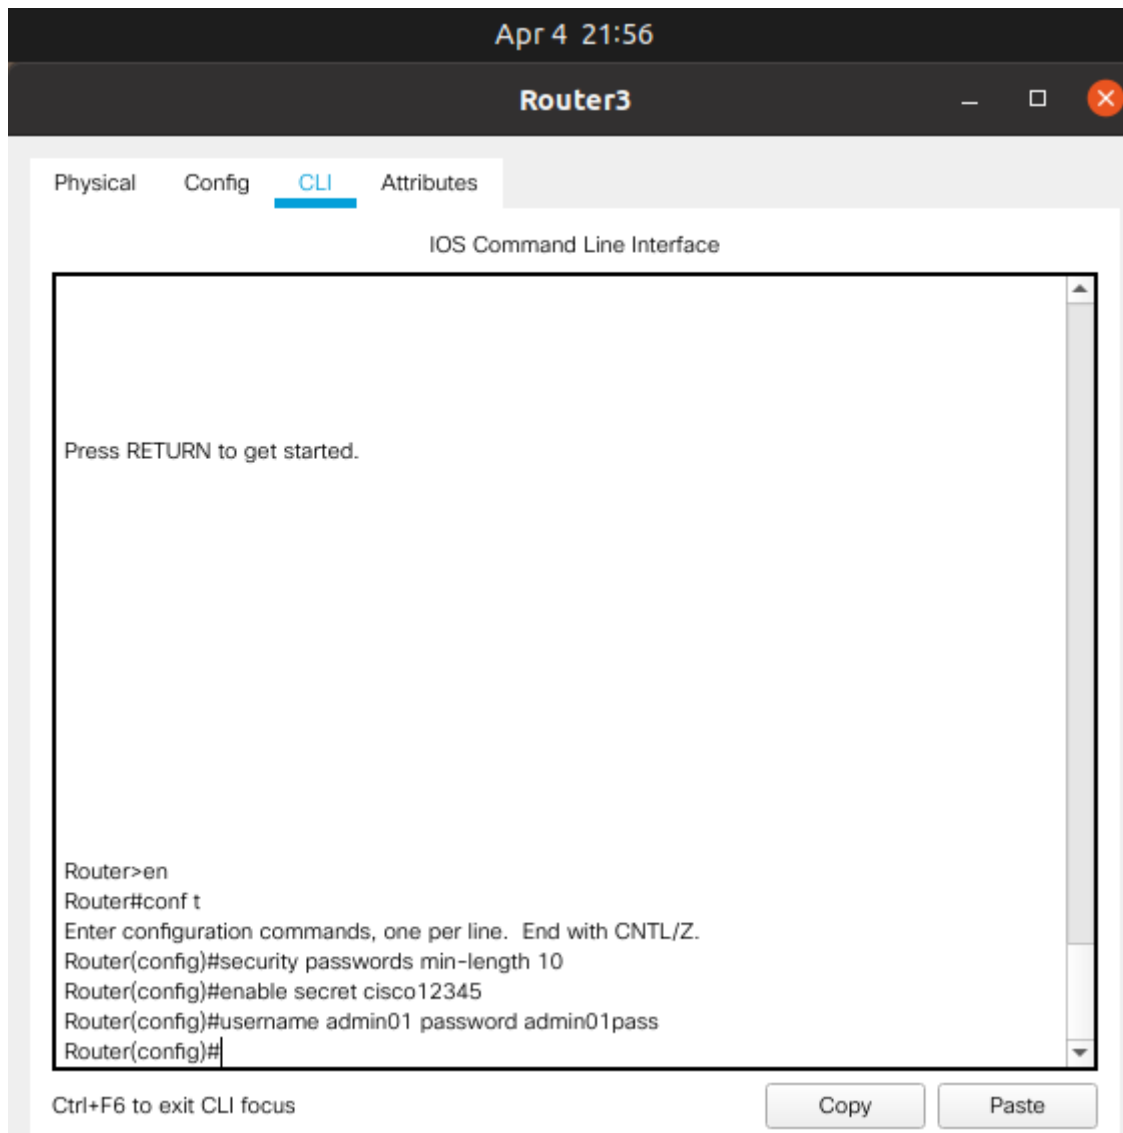 Apr 4 21:56
Router3
Physical Config CLI Attributes
IOS Command Line Interface
Press RETURN to get started.
Router>en
Router#conf t
Enter configuration commands, one per line.  End with CNTL/Z.
Router(config)#security passwords min-length 10
Router(config)#enable secret cisco12345
Router(config)#username admin01 password admin01pass
Router(config)#
Ctrl+F6 to exit CLI focus Copy Paste